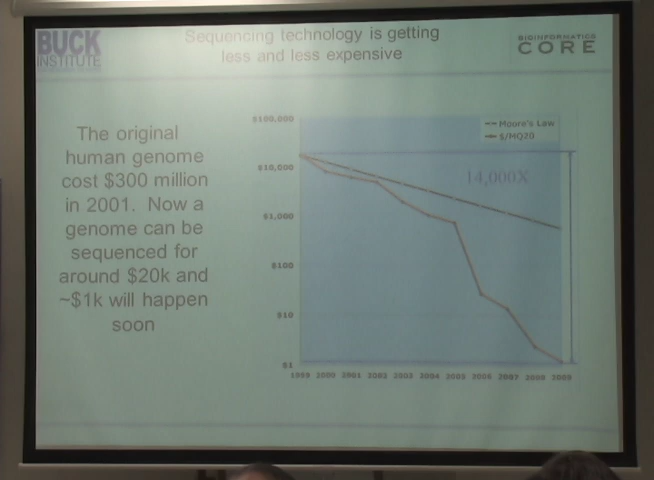 BUCK
INSTITUTE
Sequencing technology is getting
less and less expensive
BIOINFORMATICS
CORE
The original
human genome
cost $300 million
in 2001. Now a
genome can be
sequenced for
around $20k and
~$1k will happen
soon
$100,000
$10,000
$1,000
$100
$10
$1
Moore's Law
$/MQ20
14,000X
1999 2000 2001 2002 2003 2004 2005 2006 2007 2008 2009